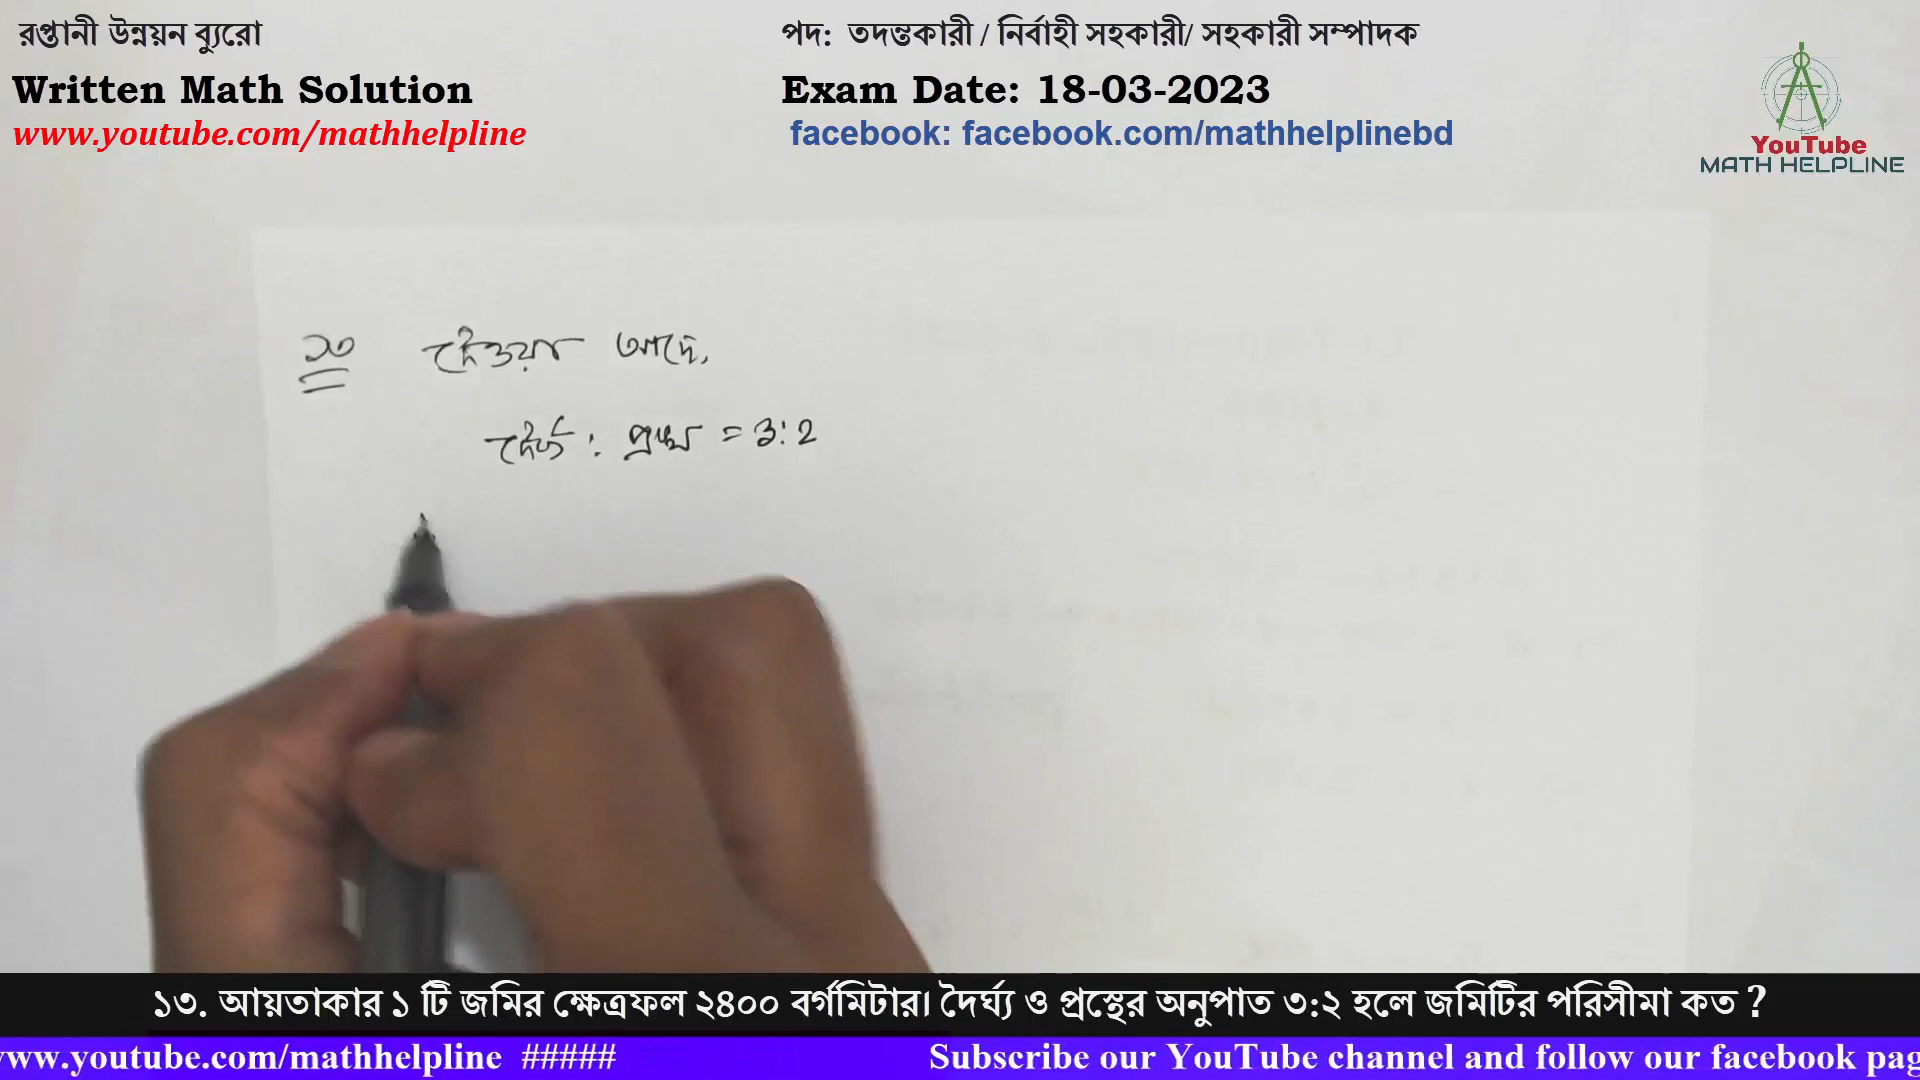 রপ্তানী উন্নয়ন ব্যুরো
পদ: তদন্তকারী / নির্বাহী সহকারী/ সহকারী সম্পাদক
Written Math Solution
Exam Date: 18-03-2023
www.youtube.com/mathhelpline
facebook: facebook.com/mathhelplinebd
YouTube
MATH HELPLINE
১৩ দেওয়া আছে,
দৈর্ঘ্য : প্রস্থ = 3:2
১৩. আয়তাকার ১ টি জমির ক্ষেত্রফল ২৪০০ বর্গমিটার। দৈর্ঘ্য ও প্রস্থের অনুপাত ৩:২ হলে জমিটির পরিসীমা কত ?
www.youtube.com/mathhelpline ##### Subscribe our YouTube channel and follow our facebook pag